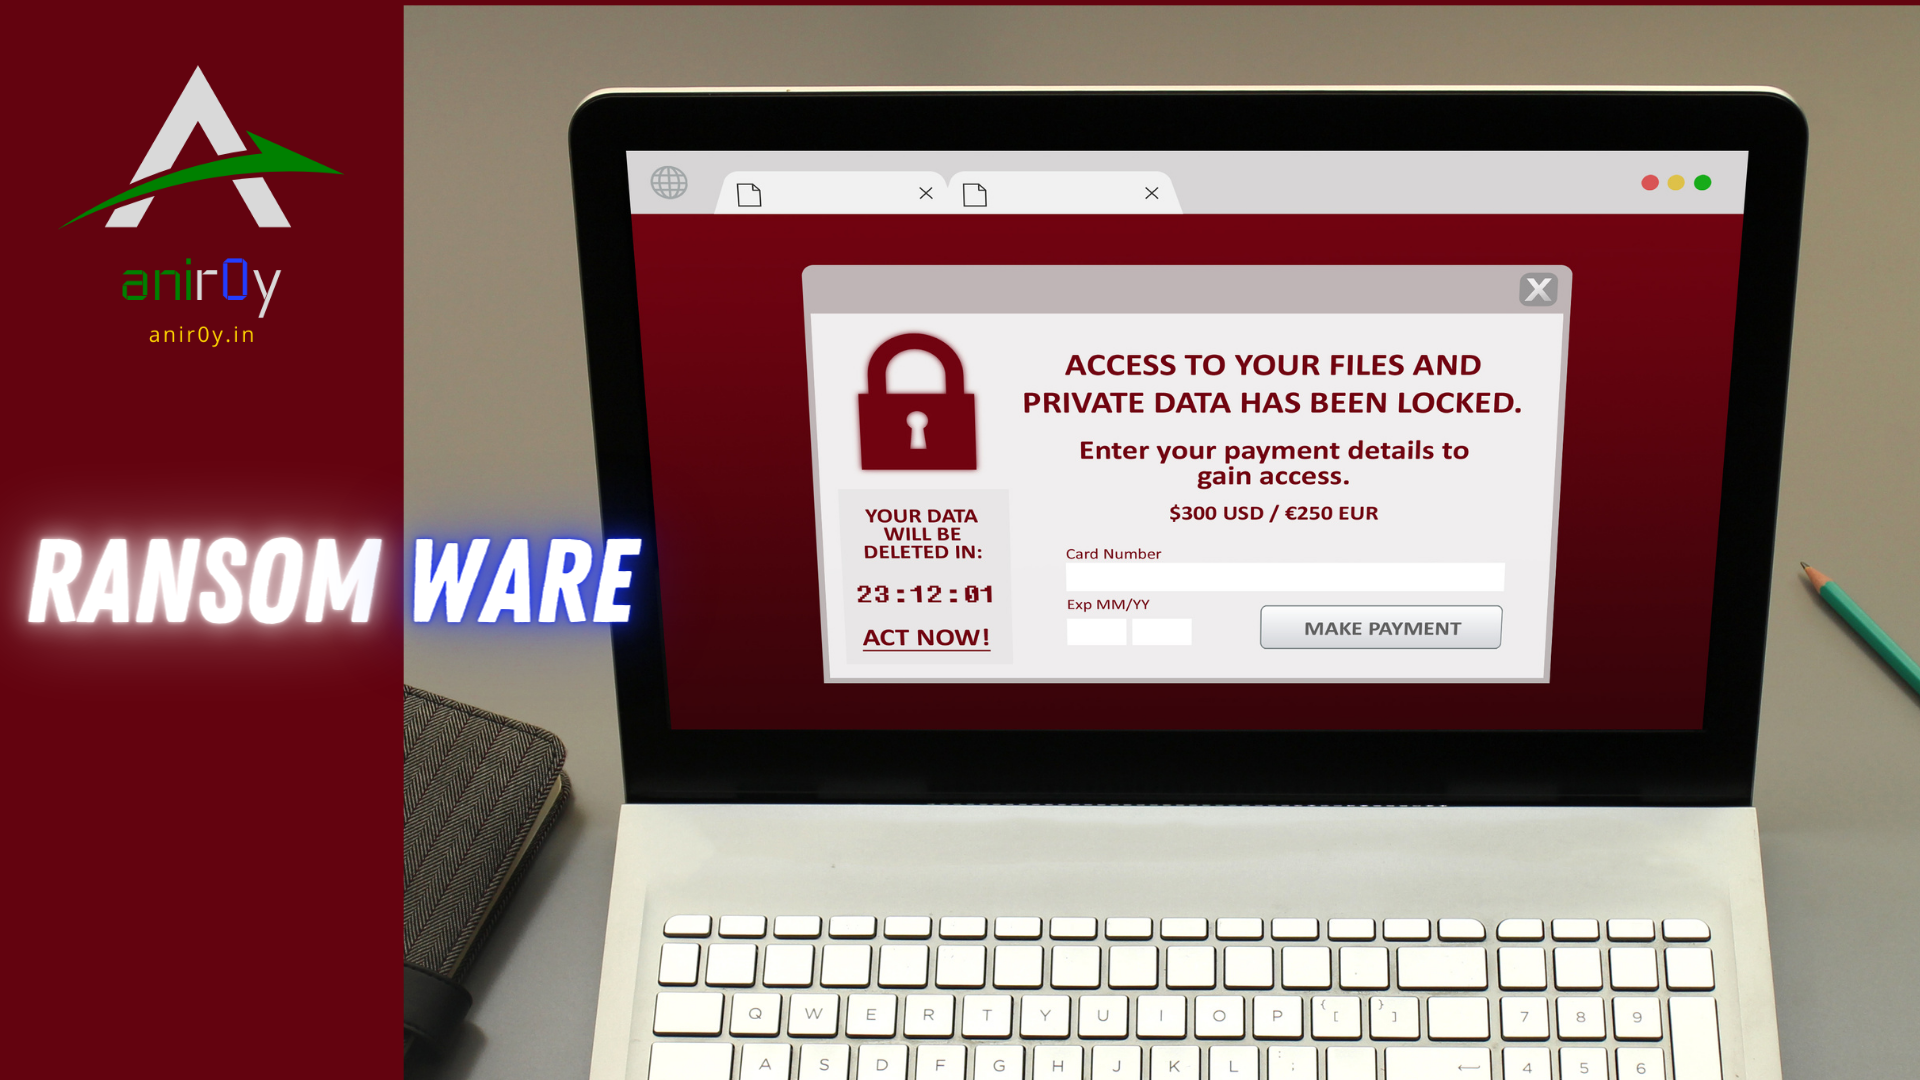 anir0y
anir0y.in
RANSOM WARE
ACCESS TO YOUR FILES AND
PRIVATE DATA HAS BEEN LOCKED.
Enter your payment details to
gain access.
$300 USD / €250 EUR
YOUR DATA
WILL BE
DELETED IN:
23:12:01
ACT NOW!
Card Number
Exp MM/YY
MAKE PAYMENT
Q W E R T Y U I O P { [ } ] 7 8 9
A S D F G H J K L : ; 4 5 6